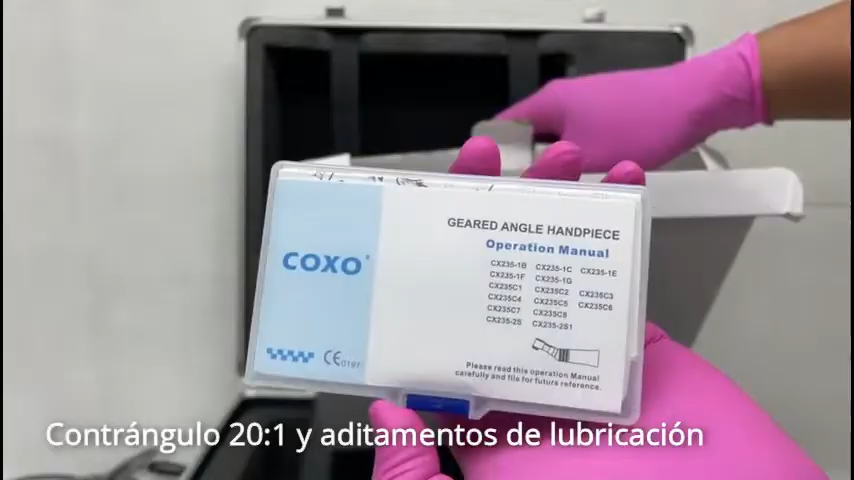 COXO®
CE0197
GEARED ANGLE HANDPIECE
Operation Manual
CX235-1B CX235-1C CX235-1E
CX235-1F CX235-1G
CX235C1 CX235C2 CX235C3
CX235C4 CX235C5 CX235C6
CX235C7 CX235C8
CX235-2S CX235-2S1
Please read this operation Manual
carefully and file for future reference.
Contrángulo 20:1 y aditamentos de lubricación